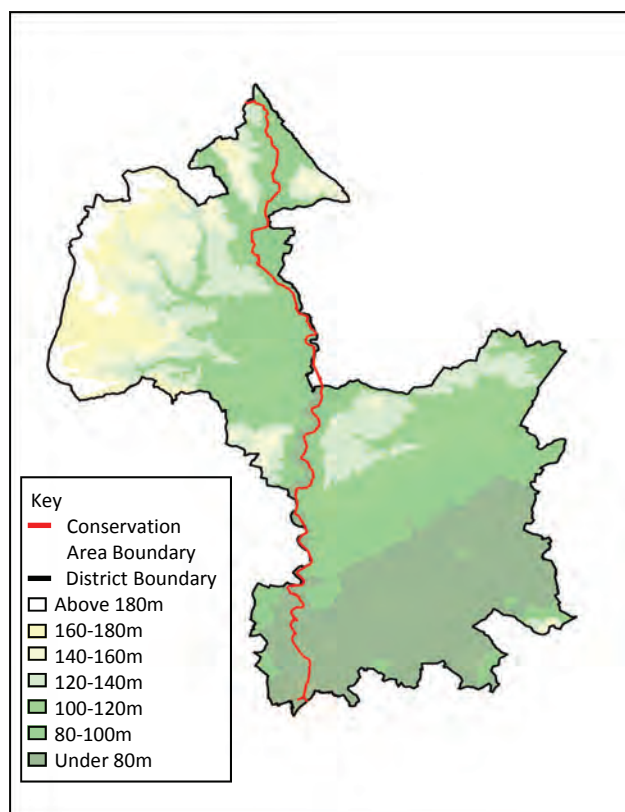 Key
Conservation
Area Boundary
District Boundary
Above 180m
160-180m
140-160m
120-140m
100-120m
80-100m
Under 80m